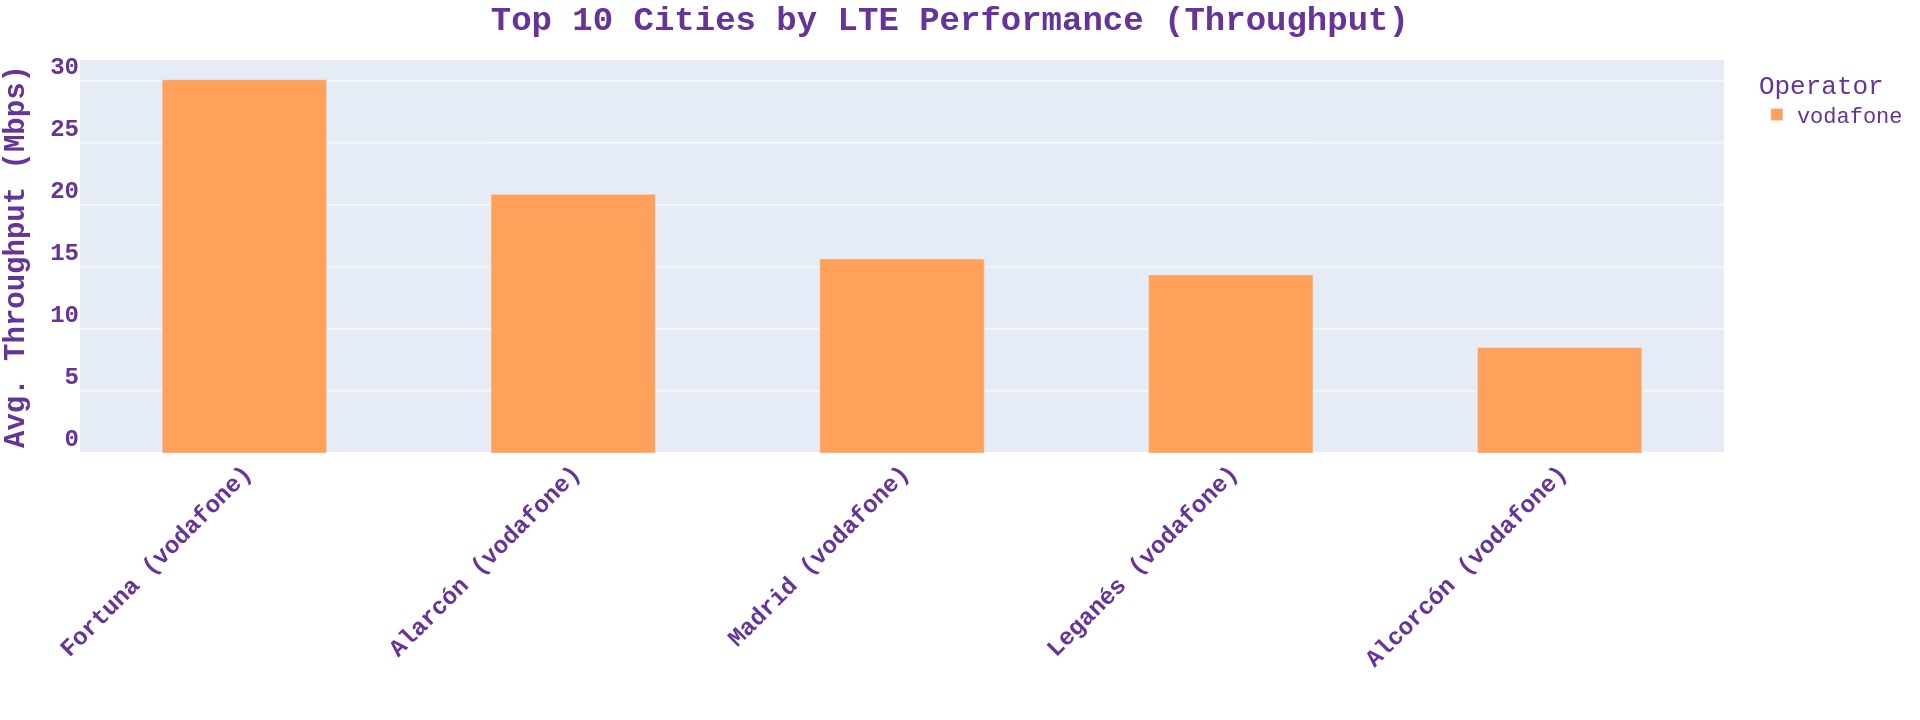 Top 10 Cities by LTE Performance (Throughput)
Avg. Throughput (Mbps)
30
25
20
15
10
5
0
Fortuna (vodafone)
Alarcón (vodafone)
Madrid (vodafone)
Leganés (vodafone)
Alcorcón (vodafone)
Operator
vodafone